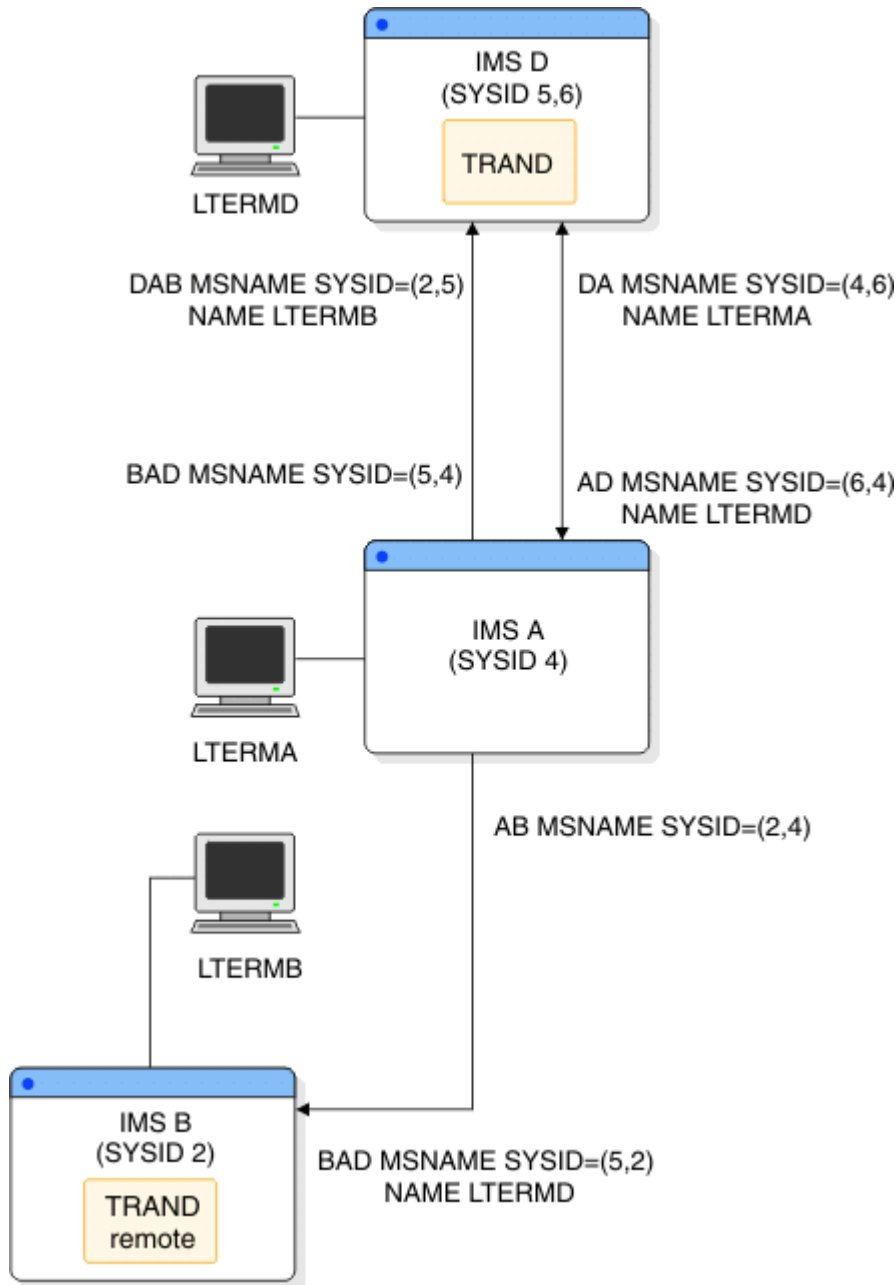 IMS D
(SYSID 5,6)
TRAND
LTERMD
DAB MSNAME SYSID=(2,5)
NAME LTERMB
DA MSNAME SYSID=(4,6)
NAME LTERMA
BAD MSNAME SYSID=(5,4)
AD MSNAME SYSID=(6,4)
NAME LTERMD
IMS A
(SYSID 4)
LTERMA
AB MSNAME SYSID=(2,4)
LTERMB
IMS B
(SYSID 2)
TRAND
remote
BAD MSNAME SYSID=(5,2)
NAME LTERMD